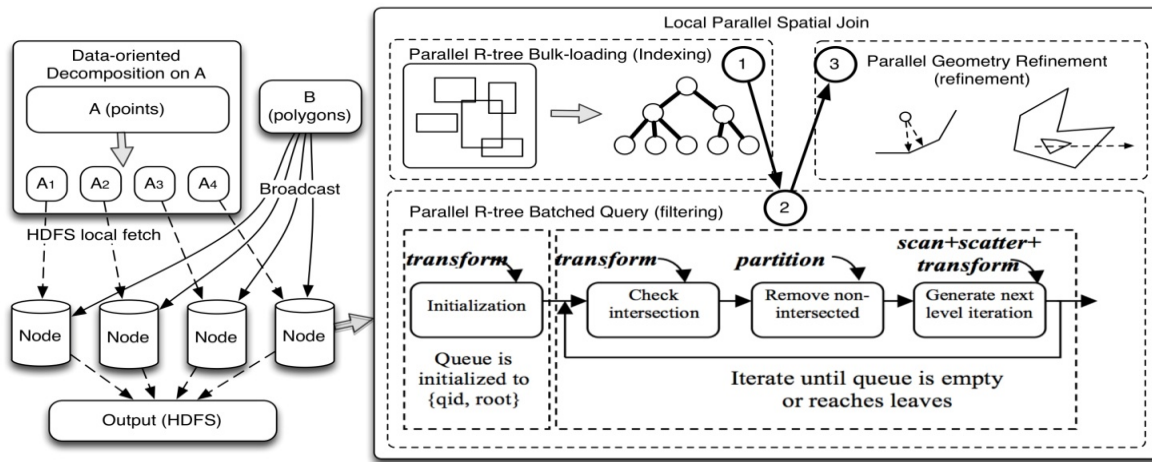 Data-oriented
Decomposition on A
A (points)
A1
A2
A3
A4
B
(polygons)
Broadcast
HDFS local fetch
Node
Node
Node
Node
Output (HDFS)
Local Parallel Spatial Join
Parallel R-tree Bulk-loading (Indexing)
1
3
Parallel Geometry Refinement
(refinement)
2
Parallel R-tree Batched Query (filtering)
transform
Initialization
Queue is
initialized to
{qid, root}
transform
Check
intersection
partition
Remove non-
intersected
scan+scatter+
transform
Generate next
level iteration
Iterate until queue is empty
or reaches leaves